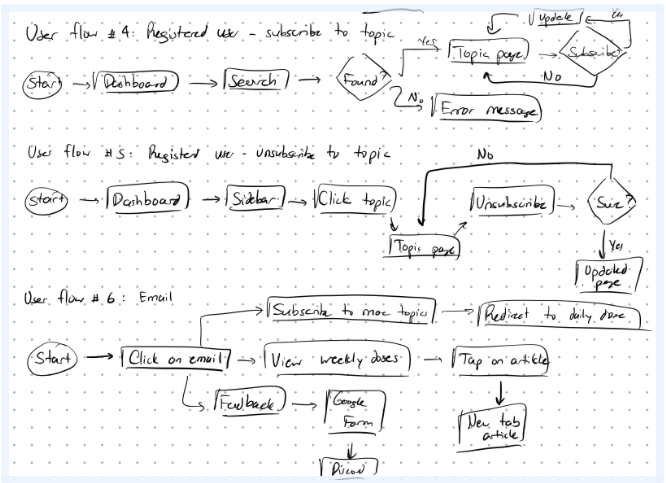 User flow #4: Registered user - subscribe to topic
Start
Dashboard
Search
Found?
Yes
Topic page
Subscribe?
Yes
Update
No
No
Error message
User flow #5: Registered user - unsubscribe to topic
Start
Dashboard
Sidebar
Click topic
Topic page
Unsubscribe
Sure?
No
Yes
Updated
page
User flow #6: Email
Start
Click on email
Subscribe to more topics
Redirect to daily dose
View weekly doses
Tap on article
New tab
article
Feedback
Google
Form
Discord